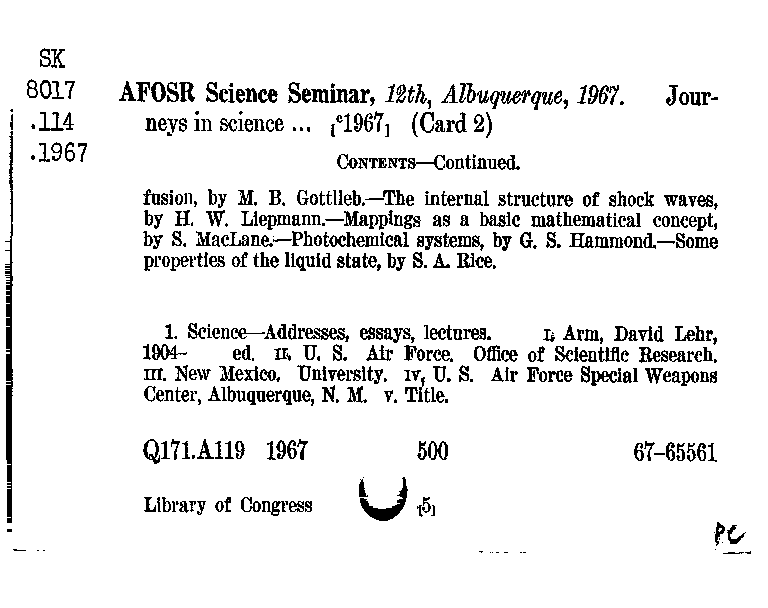 SK
8017
.114
.1967
AFOSR Science Seminar, 12th, Albuquerque, 1967. Jour-
neys in science ... [ᶜ1967] (Card 2)
CONTENTS—Continued.
fusion, by M. B. Gottlieb.—The internal structure of shock waves,
by H. W. Liepmann.—Mappings as a basic mathematical concept,
by S. MacLane.—Photochemical systems, by G. S. Hammond.—Some
properties of the liquid state, by S. A. Rice.
1. Science—Addresses, essays, lectures. I. Arm, David Lehr,
1904– ed. II. U. S. Air Force. Office of Scientific Research.
III. New Mexico. University. IV. U. S. Air Force Special Weapons
Center, Albuquerque, N. M. V. Title.
Q171.A119 1967 500 67–65561
Library of Congress [5]
PC